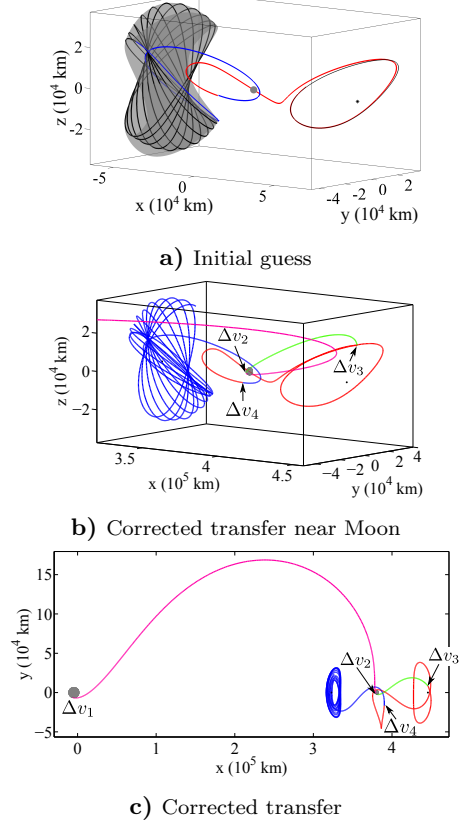 2
0
−2
z (10⁴ km)
−5
0
5
x (10⁴ km)
−4
−2
0
2
y (10⁴ km)
a) Initial guess
2
0
−2
z (10⁴ km)
Δv₂
Δv₃
Δv₄
3.5
4
4.5
x (10⁵ km)
−4
−2
0
2
4
y (10⁴ km)
b) Corrected transfer near Moon
15
10
5
0
−5
y (10⁴ km)
Δv₁
Δv₂
Δv₃
Δv₄
0
1
2
3
4
x (10⁵ km)
c) Corrected transfer